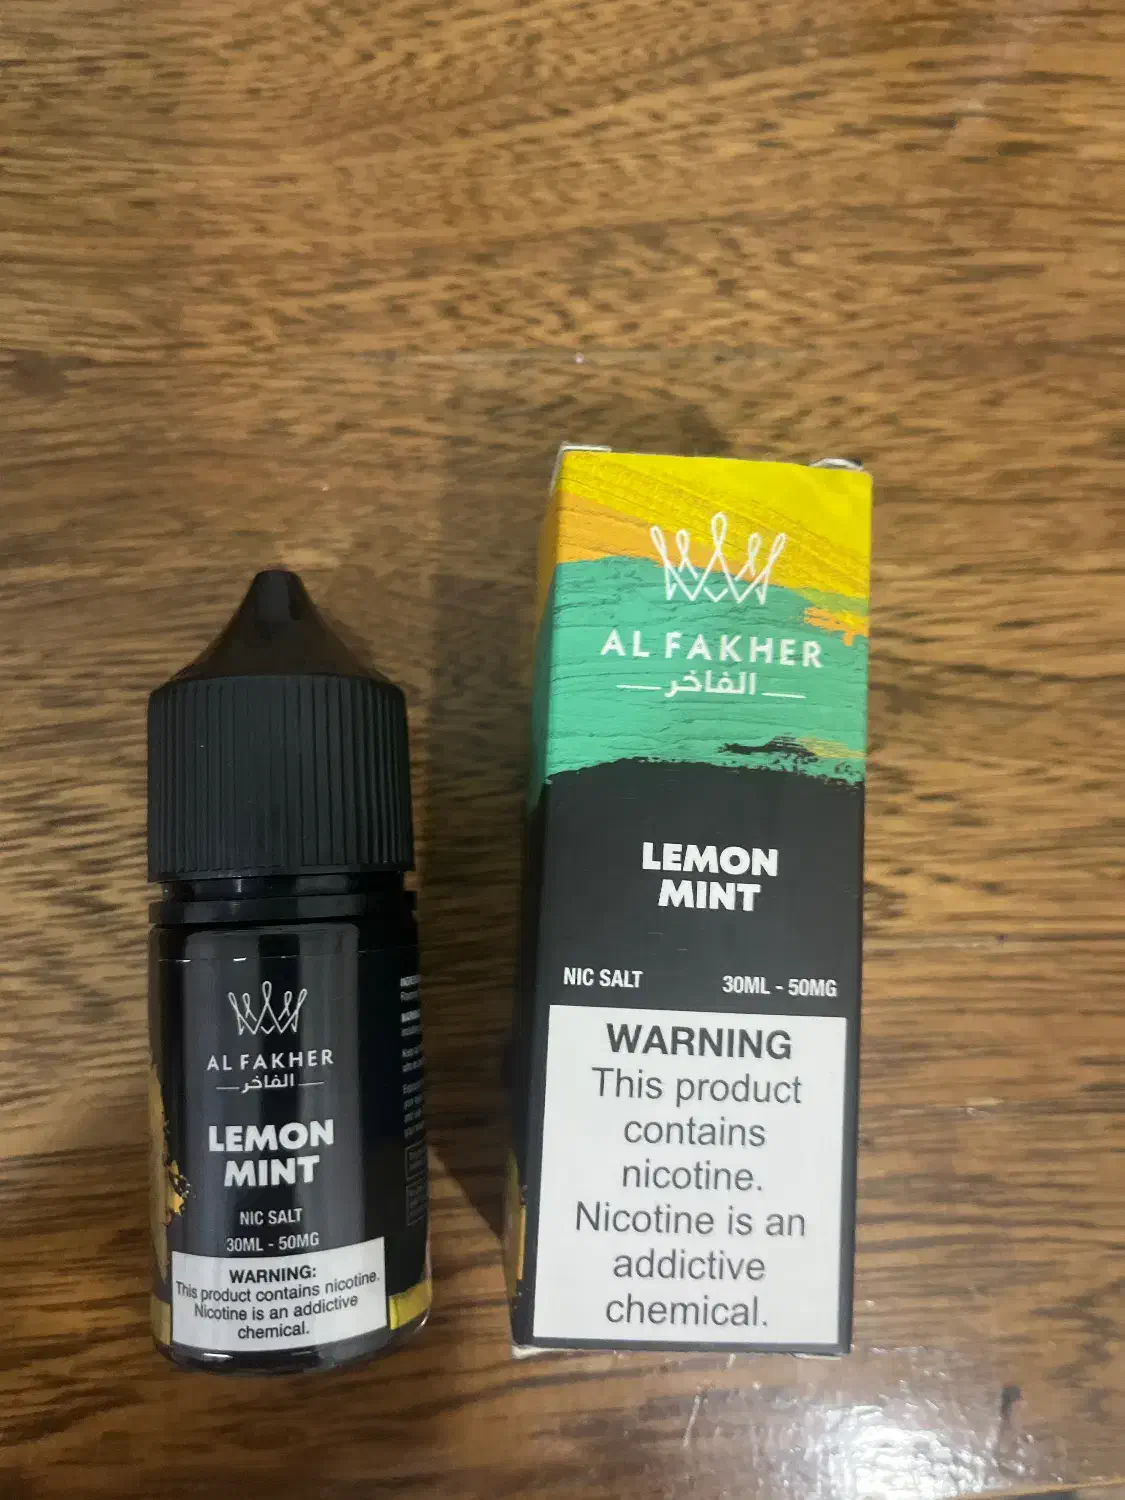 AL FAKHER
الفاخر
LEMON
MINT
NIC SALT
30ML - 50MG
WARNING:
This product contains nicotine.
Nicotine is an addictive
chemical.
AL FAKHER
الفاخر
LEMON
MINT
NIC SALT 30ML - 50MG
WARNING
This product
contains
nicotine.
Nicotine is an
addictive
chemical.